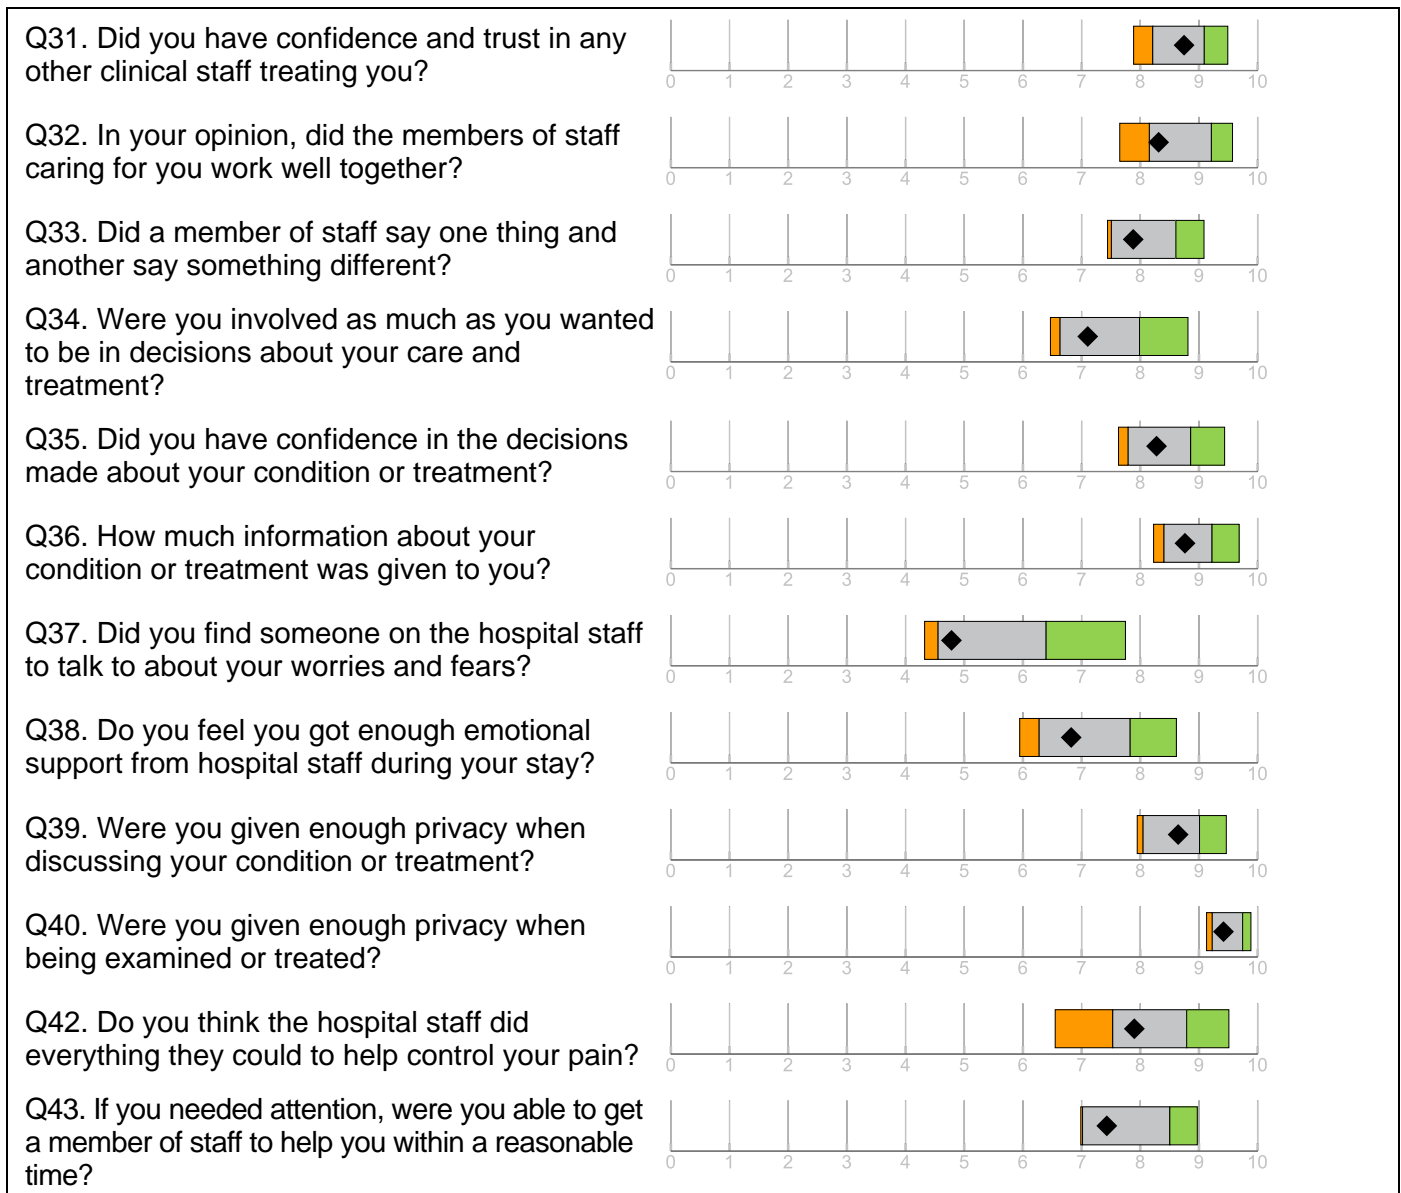 Q31. Did you have confidence and trust in any
other clinical staff treating you?
0 1 2 3 4 5 6 7 8 9 10
Q32. In your opinion, did the members of staff
caring for you work well together?
0 1 2 3 4 5 6 7 8 9 10
Q33. Did a member of staff say one thing and
another say something different?
0 1 2 3 4 5 6 7 8 9 10
Q34. Were you involved as much as you wanted
to be in decisions about your care and
treatment?
0 1 2 3 4 5 6 7 8 9 10
Q35. Did you have confidence in the decisions
made about your condition or treatment?
0 1 2 3 4 5 6 7 8 9 10
Q36. How much information about your
condition or treatment was given to you?
0 1 2 3 4 5 6 7 8 9 10
Q37. Did you find someone on the hospital staff
to talk to about your worries and fears?
0 1 2 3 4 5 6 7 8 9 10
Q38. Do you feel you got enough emotional
support from hospital staff during your stay?
0 1 2 3 4 5 6 7 8 9 10
Q39. Were you given enough privacy when
discussing your condition or treatment?
0 1 2 3 4 5 6 7 8 9 10
Q40. Were you given enough privacy when
being examined or treated?
0 1 2 3 4 5 6 7 8 9 10
Q42. Do you think the hospital staff did
everything they could to help control your pain?
0 1 2 3 4 5 6 7 8 9 10
Q43. If you needed attention, were you able to get
a member of staff to help you within a reasonable
time?
0 1 2 3 4 5 6 7 8 9 10